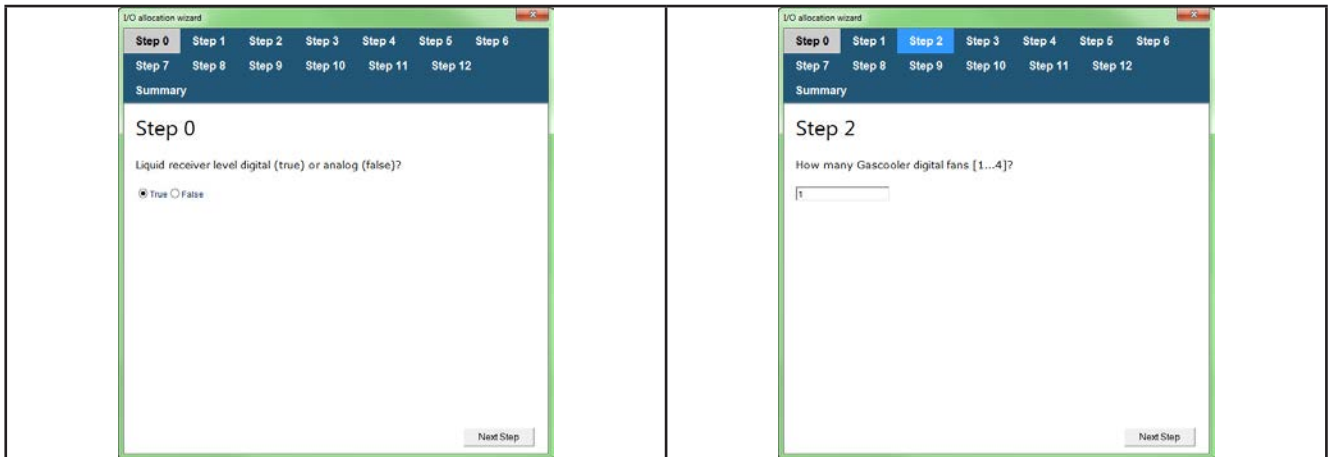 I/O allocation wizard
Step 0 Step 1 Step 2 Step 3 Step 4 Step 5 Step 6
Step 7 Step 8 Step 9 Step 10 Step 11 Step 12
Summary
Step 0
Liquid receiver level digital (true) or analog (false)?
True False
Next Step
I/O allocation wizard
Step 0 Step 1 Step 2 Step 3 Step 4 Step 5 Step 6
Step 7 Step 8 Step 9 Step 10 Step 11 Step 12
Summary
Step 2
How many Gascooler digital fans [1...4]?
1
Next Step